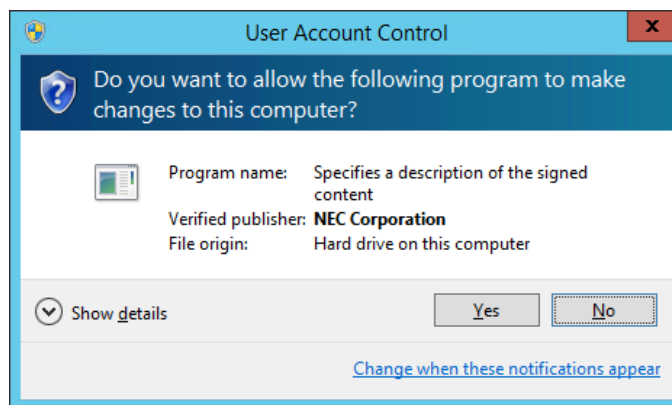 User Account Control
x
Do you want to allow the following program to make
changes to this computer?
Program name: Specifies a description of the signed
content
Verified publisher: NEC Corporation
File origin: Hard drive on this computer
Show details
Yes No
Change when these notifications appear